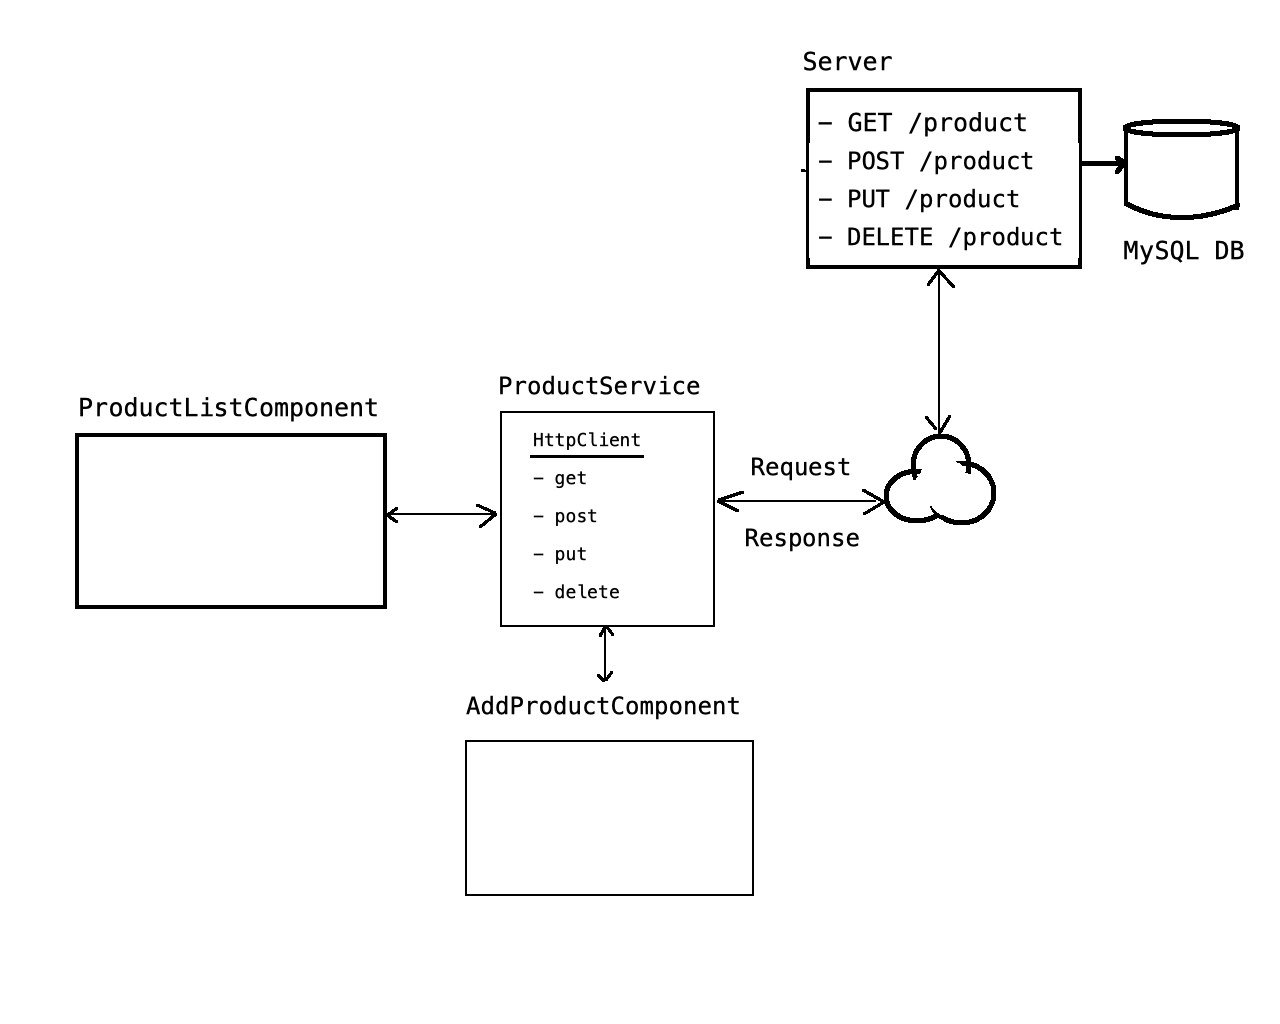 Server
– GET /product
– POST /product
– PUT /product
– DELETE /product
MySQL DB
ProductListComponent
ProductService
HttpClient
– get
– post
– put
– delete
Request
Response
AddProductComponent